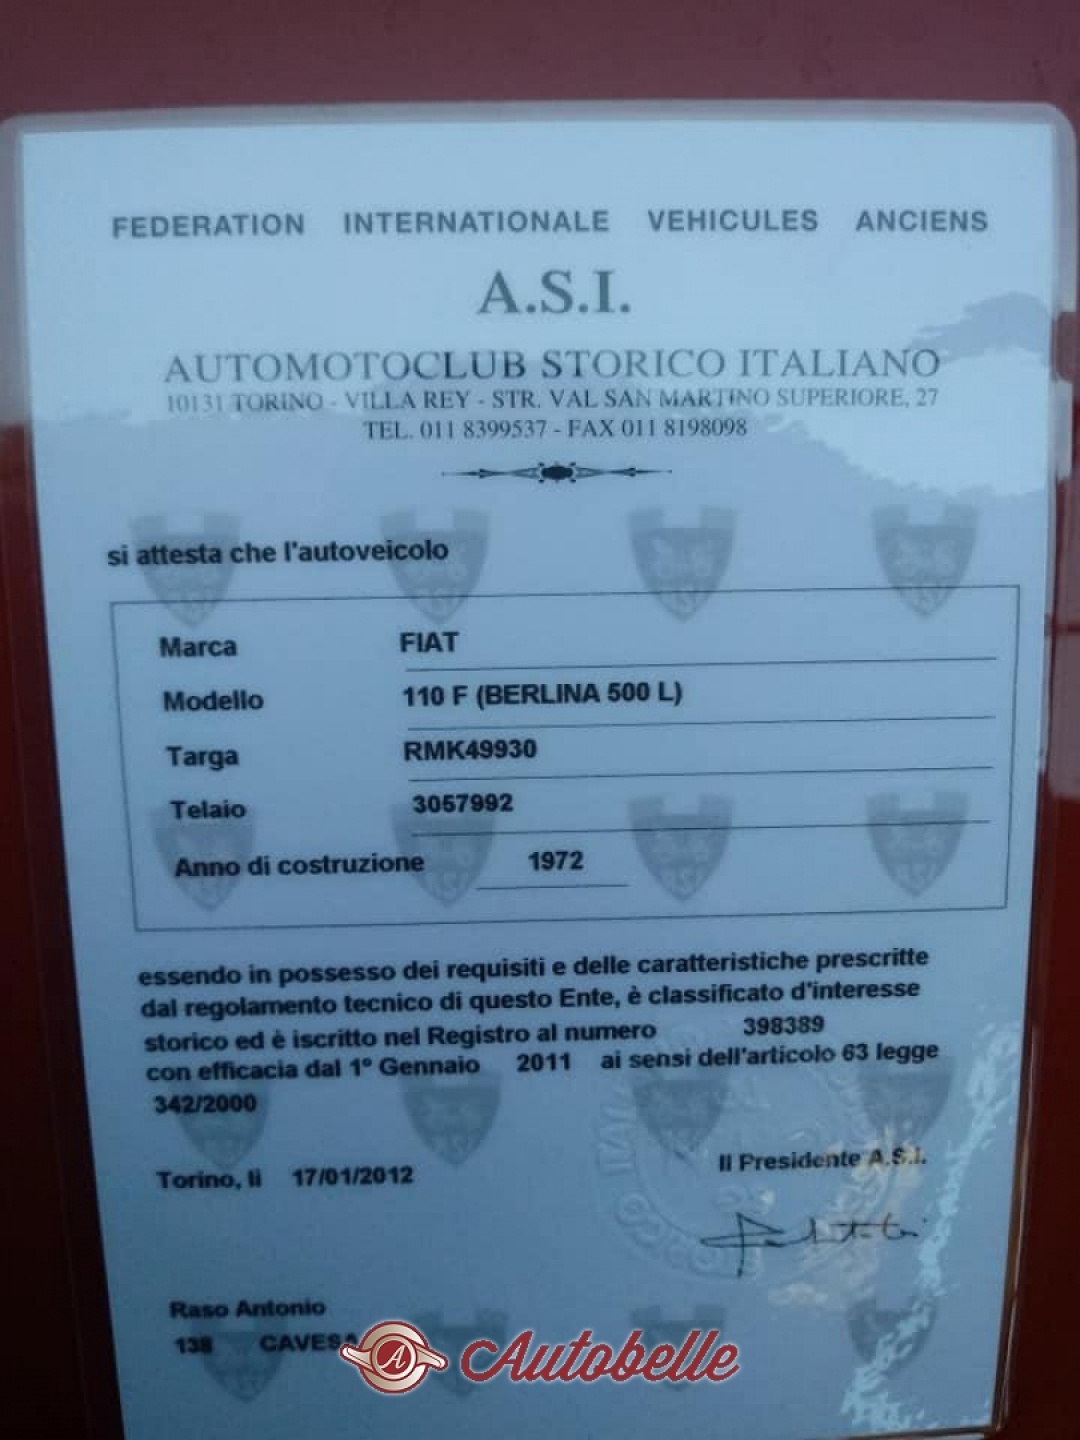 FEDERATION INTERNATIONALE VEHICULES ANCIENS
A.S.I.
AUTOMOTOCLUB STORICO ITALIANO
10131 TORINO - VILLA REY - STR. VAL SAN MARTINO SUPERIORE, 27
TEL. 011 8399537 - FAX 011 8198098
si attesta che l'autoveicolo
Marca FIAT
Modello 110 F (BERLINA 500 L)
Targa RMK49930
Telaio 3057992
Anno di costruzione 1972
essendo in possesso dei requisiti e delle caratteristiche prescritte
dal regolamento tecnico di questo Ente, è classificato d'interesse
storico ed è iscritto nel Registro al numero 398389
con efficacia dal 1° Gennaio 2011 ai sensi dell'articolo 63 legge
342/2000
Torino, li 17/01/2012
Il Presidente A.S.I.
Raso Antonio
138 CAVESA
A Autobelle